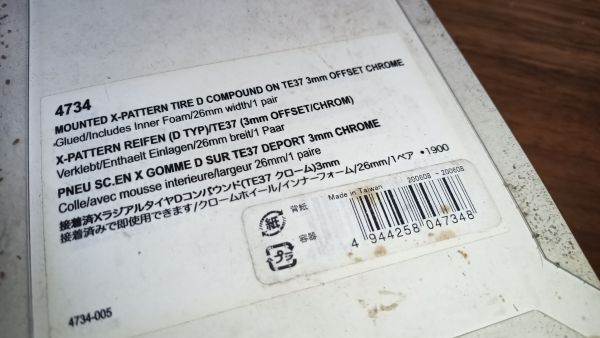 4734
MOUNTED X-PATTERN TIRE D COMPOUND ON TE37 3mm OFFSET CHROME
Glued/Includes Inner Foam/26mm width/1 pair
X-PATTERN REIFEN (D TYP)/TE37 (3mm OFFSET/CHROM)
Verklebt/Enthaelt Einlagen/26mm breit/1 Paar
PNEU SC.EN X GOMME D SUR TE37 DEPORT 3mm CHROME
Colle/avec mousse interieure/largeur 26mm/1 paire
接着済XラジアルタイヤDコンパウンド(TE37 クローム)3mm
接着済みで即使用できます/クロームホイール/インナーフォーム/26mm/1ペア •1900
紙 背紙
プラ 容器
Made in Taiwan 200608 - 200608
4 944258 047348
4734-005